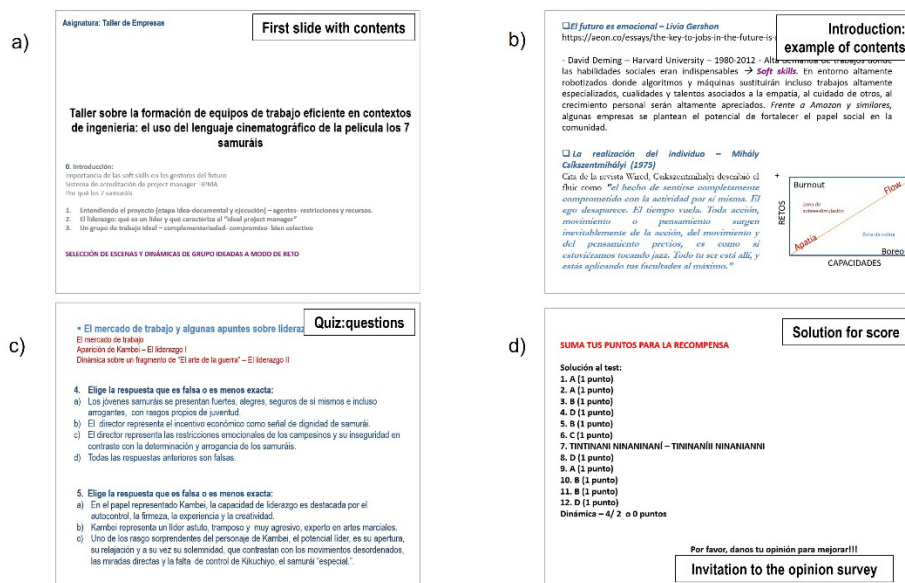 a)
Asignatura: Taller de Empresas
First slide with contents
Taller sobre la formación de equipos de trabajo eficiente en contextos
de ingeniería: el uso del lenguaje cinematográfico de la pelicula los 7
samuráis
0. Introducción:
Importancia de las soft skills en los gestores del futuro
Sistema de acreditación de project manager- IPMA
Por qué los 7 samuráis
1. Entendiendo el proyecto (etapa idea-documental y ejecución) – agentes- restricciones y recursos.
2. El liderazgo: qué es un líder y qué caracteriza al "ideal project manager"
3. Un grupo de trabajo ideal – complementariedad- compromiso- bien colectivo
SELECCIÓN DE ESCENAS Y DINÁMICAS DE GRUPO IDEADAS A MODO DE RETO
b)
Introduction:
example of contents
El futuro es emocional – Livia Gershon
https://aeon.co/essays/the-key-to-jobs-in-the-future-is-
- David Deming – Harvard University – 1980-2012 - Alta demanda de trabajos donde
las habilidades sociales eran indispensables → Soft skills. En entorno altamente
robotizados donde algoritmos y máquinas sustituirán incluso trabajos altamente
especializados, cualidades y talentos asociados a la empatía, al cuidado de otros, al
crecimiento personal serán altamente apreciados. Frente a Amazon y similares,
algunas empresas se plantean el potencial de fortalecer el papel social en la
comunidad.
La realización del individuo – Mihály
Csíkszentmihályi (1975)
Cita de la revista Wired, Csikszentmihalyi describió el
fluir como "el hecho de sentirse completamente
comprometido con la actividad por sí misma. El
ego desaparece. El tiempo vuela. Toda acción,
movimiento o pensamiento surgen
inevitablemente de la acción, del movimiento y
del pensamiento previos, es como si
estuviéramos tocando jazz. Todo tu ser está allí, y
estás aplicando tus facultades al máximo."
+
RETOS
Burnout
Flow
Zona de
sobreestimulación
Zona de rutina
Apatía
Boreo
CAPACIDADES
c)
Quiz:questions
• El mercado de trabajo y algunas apuntes sobre lideraz
El mercado de trabajo
Aparición de Kambei – El liderazgo I
Dinámica sobre un fragmento de "El arte de la guerra" – El liderazgo II
4. Elige la respuesta que es falsa o es menos exacta:
a) Los jóvenes samuráis se presentan fuertes, alegres, seguros de sí mismos e incluso
arrogantes, con rasgos propios de juventud.
b) El director representa el incentivo económico como señal de dignidad de samurái.
c) El director representa las restricciones emocionales de los campesinos y su inseguridad en
contraste con la determinación y arrogancia de los samuráis.
d) Todas las respuestas anteriores son falsas.
5. Elige la respuesta que es falsa o es menos exacta:
a) En el papel representado Kambei, la capacidad de liderazgo es destacada por el
autocontrol, la firmeza, la experiencia y la creatividad.
b) Kambei representa un líder astuto, tramposo y muy agresivo, experto en artes marciales.
c) Uno de los rasgo sorprendentes del personaje de Kambei, el potencial líder, es su apertura,
su relajación y a su vez su solemnidad, que contrastan con los movimientos desordenados,
las miradas directas y la falta de control de Kikuchiyo, el samurái "especial.".
d)
Solution for score
SUMA TUS PUNTOS PARA LA RECOMPENSA
Solución al test:
1. A (1 punto)
2. A (1 punto)
3. B (1 punto)
4. D (1 punto)
5. B (1 punto)
6. C (1 punto)
7. TINTINANI NINANINANÍ – TININANÍII NINANIANNI
8. D (1 punto)
9. A (1 punto)
10. B (1 punto)
11. B (1 punto)
12. D (1 punto)
Dinámica – 4/ 2 o 0 puntos
Por favor, danos tu opinión para mejorar!!!
Invitation to the opinion survey